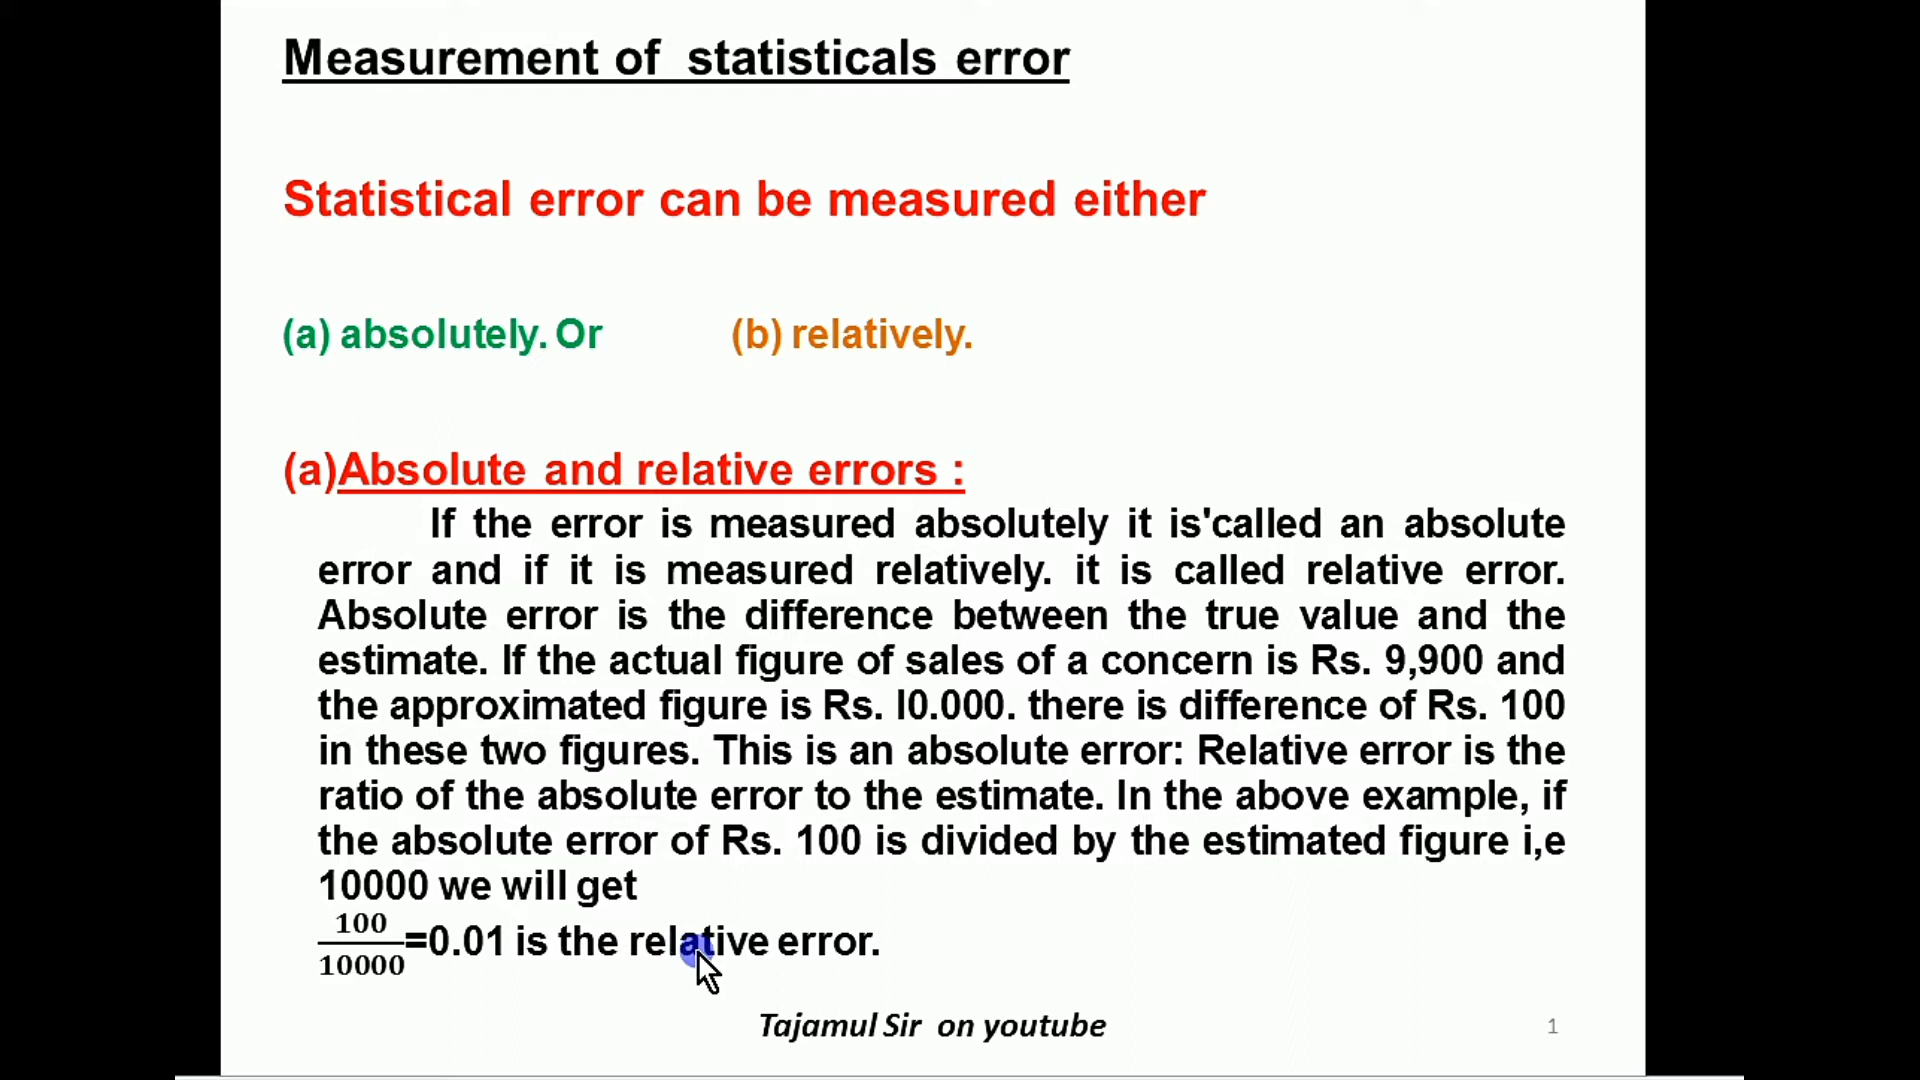 Measurement of statisticals error
Statistical error can be measured either
(a) absolutely. Or (b) relatively.
(a)Absolute and relative errors :
If the error is measured absolutely it is'called an absolute
error and if it is measured relatively. it is called relative error.
Absolute error is the difference between the true value and the
estimate. If the actual figure of sales of a concern is Rs. 9,900 and
the approximated figure is Rs. l0.000. there is difference of Rs. 100
in these two figures. This is an absolute error: Relative error is the
ratio of the absolute error to the estimate. In the above example, if
the absolute error of Rs. 100 is divided by the estimated figure i,e
10000 we will get
100
10000
=0.01 is the relative error.
Tajamul Sir on youtube
1